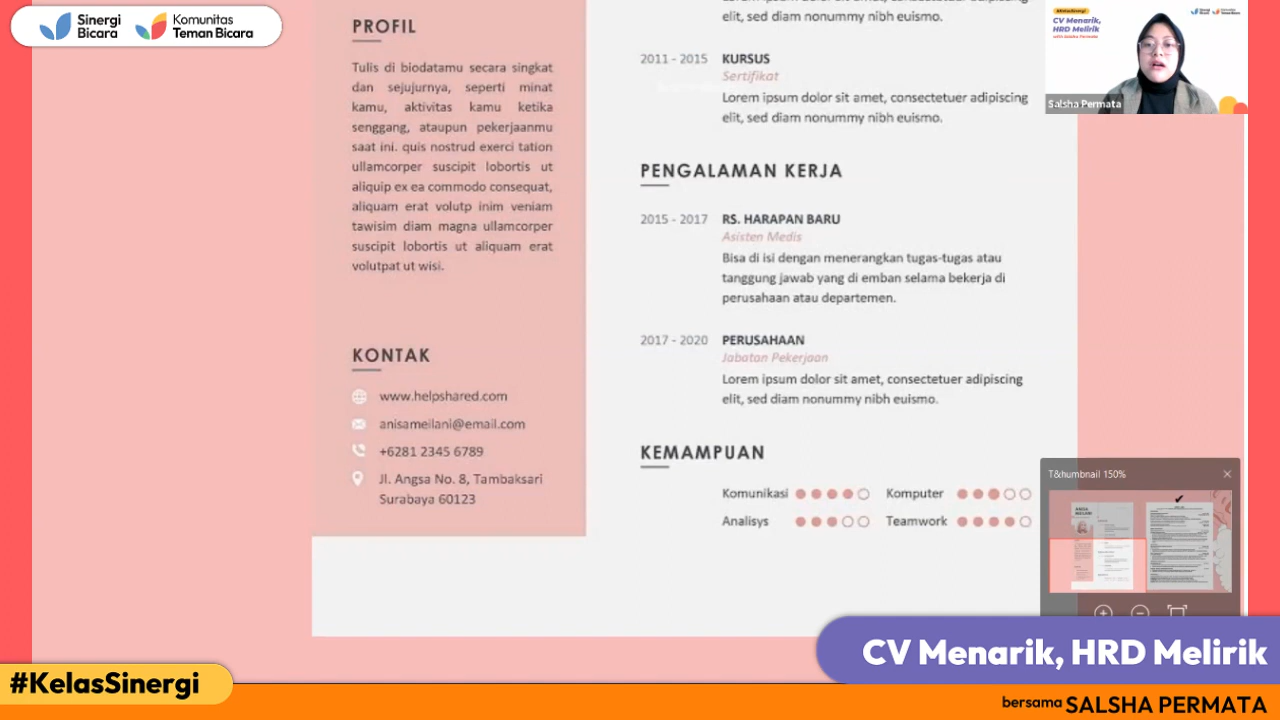 Sinergi
Bicara
Komunitas
Teman Bicara
PROFIL
Tulis di biodatamu secara singkat
dan sejujurnya, seperti minat
kamu, aktivitas kamu ketika
senggang, ataupun pekerjaanmu
saat ini. quis nostrud exerci tation
ullamcorper suscipit lobortis ut
aliquip ex ea commodo consequat,
aliquam erat volutp inim veniam
tawisim diam magna ullamcorper
suscipit lobortis ut aliquam erat
volutpat ut wisi.
KONTAK
www.helpshared.com
anisameilani@email.com
+6281 2345 6789
Jl. Angsa No. 8, Tambaksari
Surabaya 60123
elit, sed diam nonummy nibh euismo.
2011 - 2015 KURSUS
Sertifikat
Lorem ipsum dolor sit amet, consectetuer adipiscing
elit, sed diam nonummy nibh euismo.
PENGALAMAN KERJA
2015 - 2017 RS. HARAPAN BARU
Asisten Medis
Bisa di isi dengan menerangkan tugas-tugas atau
tanggung jawab yang di emban selama bekerja di
perusahaan atau departemen.
2017 - 2020 PERUSAHAAN
Jabatan Pekerjaan
Lorem ipsum dolor sit amet, consectetuer adipiscing
elit, sed diam nonummy nibh euismo.
KEMAMPUAN
Komunikasi Komputer
Analisys Teamwork
#KelasSinergi
CV Menarik,
HRD Melirik
with Salsha Permata
Salsha Permata
T&humbnail 150%
CV Menarik, HRD Melirik
#KelasSinergi
bersama SALSHA PERMATA